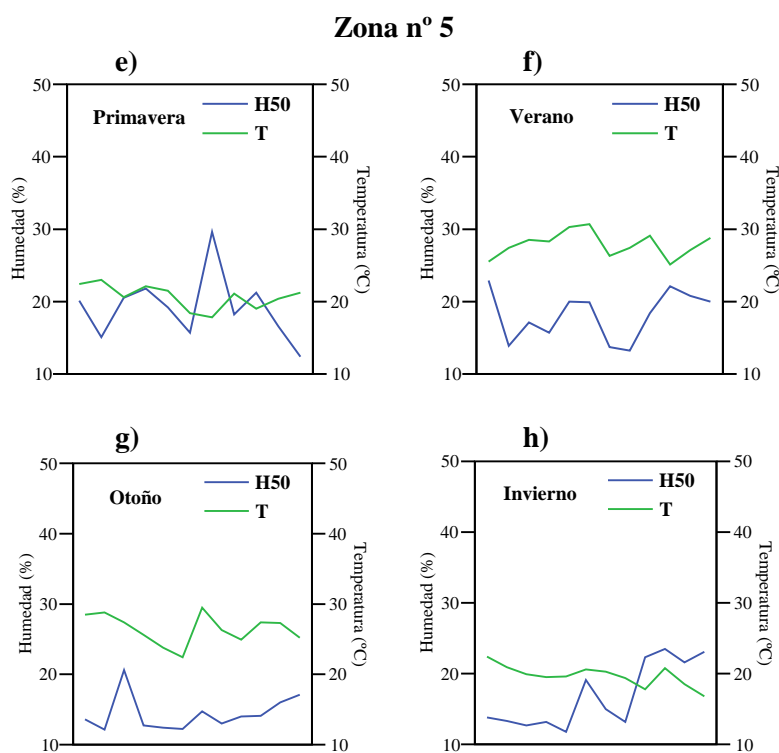 Zona nº 5
e)
50
40
30
20
10
Humedad (%)
Primavera
H50
T
50
40
30
20
10
Temperatura (ºC)
f)
50
40
30
20
10
Humedad (%)
Verano
H50
T
50
40
30
20
10
Temperatura (ºC)
g)
50
40
30
20
10
Humedad (%)
Otoño
H50
T
50
40
30
20
10
Temperatura (ºC)
h)
50
40
30
20
10
Humedad (%)
Invierno
H50
T
50
40
30
20
10
Temperatura (ºC)